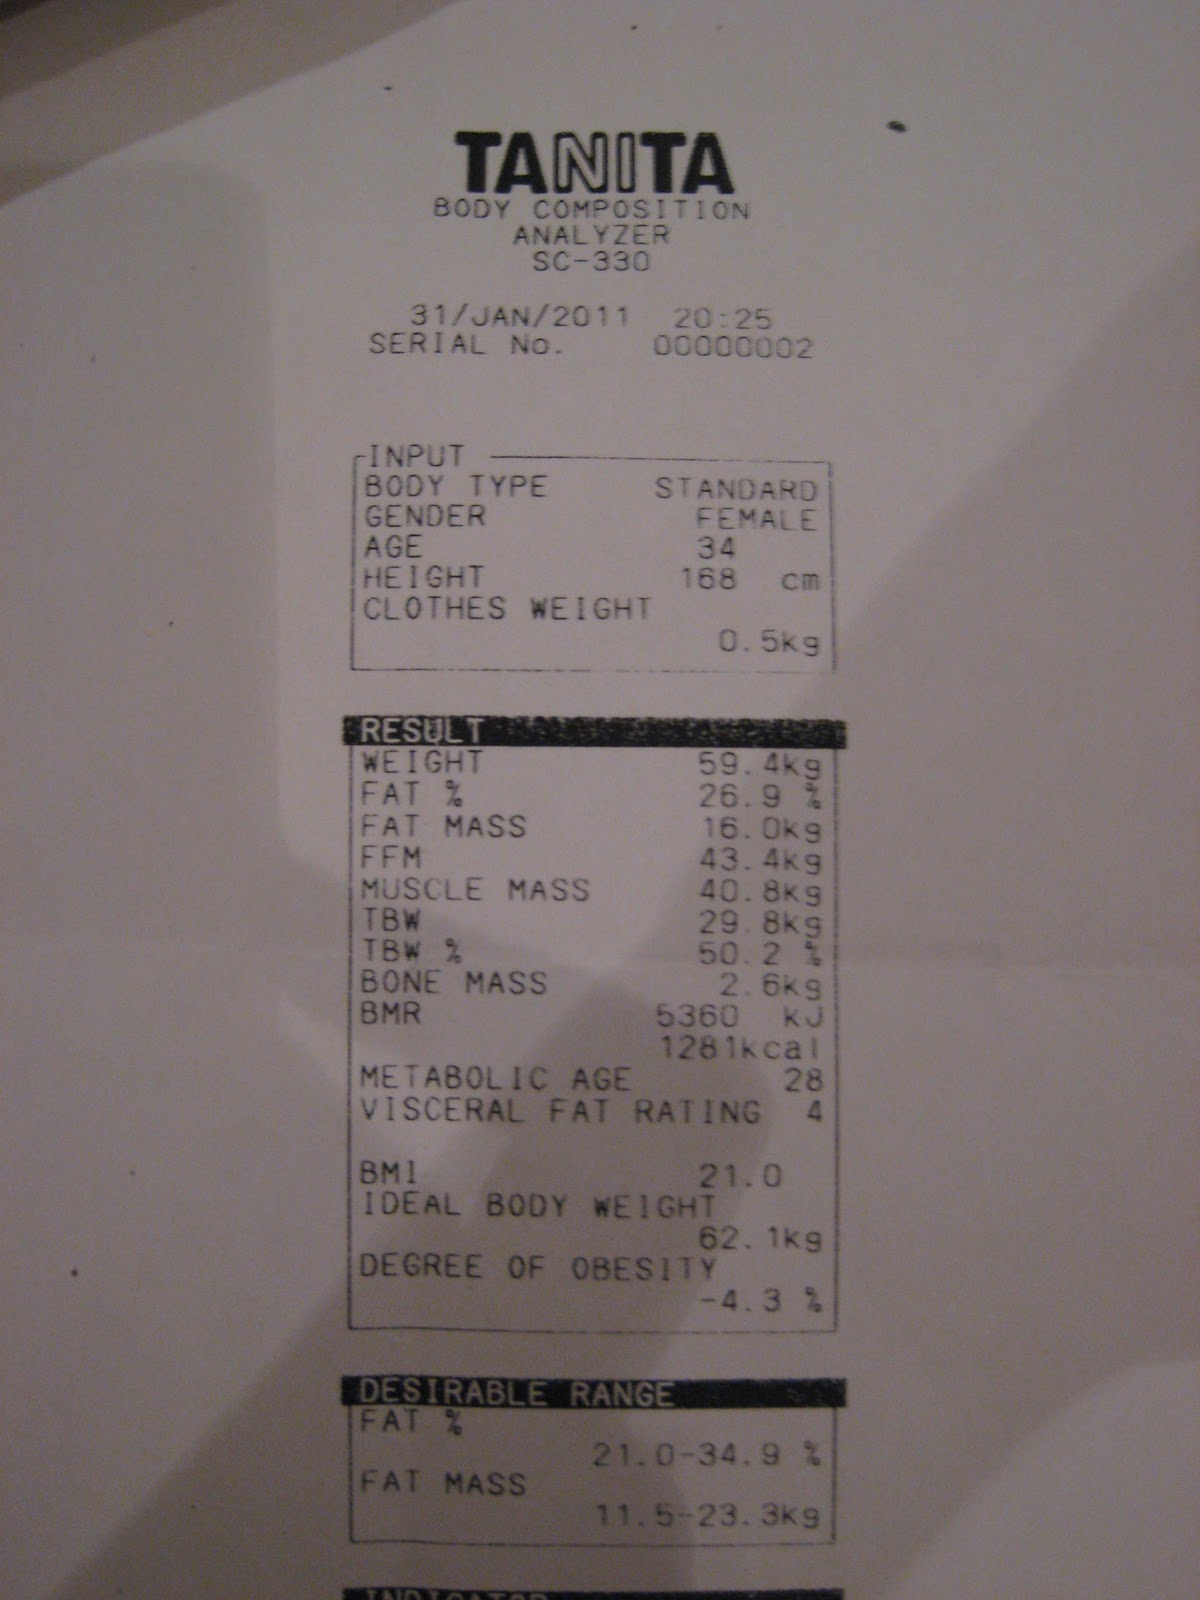 TANITA
BODY COMPOSITION
ANALYZER
SC-330
31/JAN/2011 20:25
SERIAL No. 00000002
INPUT
BODY TYPE STANDARD
GENDER FEMALE
AGE 34
HEIGHT 168 cm
CLOTHES WEIGHT
0.5kg
RESULT
WEIGHT 59.4kg
FAT % 26.9 %
FAT MASS 16.0kg
FFM 43.4kg
MUSCLE MASS 40.8kg
TBW 29.8kg
TBW % 50.2 %
BONE MASS 2.6kg
BMR 5360 kJ
1281kcal
METABOLIC AGE 28
VISCERAL FAT RATING 4
BMI 21.0
IDEAL BODY WEIGHT
62.1kg
DEGREE OF OBESITY
-4.3 %
DESIRABLE RANGE
FAT %
21.0-34.9 %
FAT MASS
11.5-23.3kg
INDICATOR